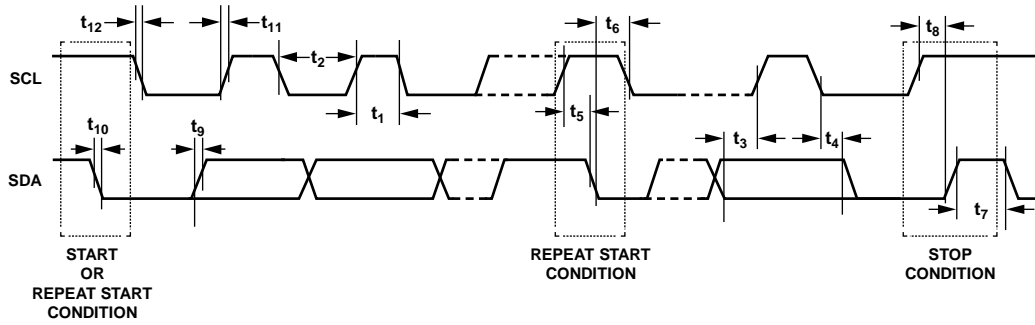 t12
t11
t2
t6
t8
SCL
t1
t5
t10
t9
t3
t4
SDA
t7
START
OR
REPEAT START
CONDITION
REPEAT START
CONDITION
STOP
CONDITION